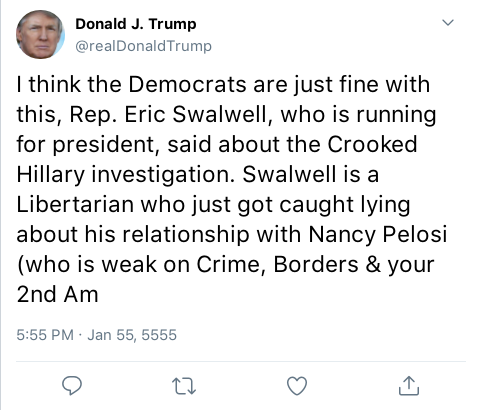 Donald J. Trump
@realDonaldTrump
I think the Democrats are just fine with
this, Rep. Eric Swalwell, who is running
for president, said about the Crooked
Hillary investigation. Swalwell is a
Libertarian who just got caught lying
about his relationship with Nancy Pelosi
(who is weak on Crime, Borders & your
2nd Am
5:55 PM · Jan 55, 5555